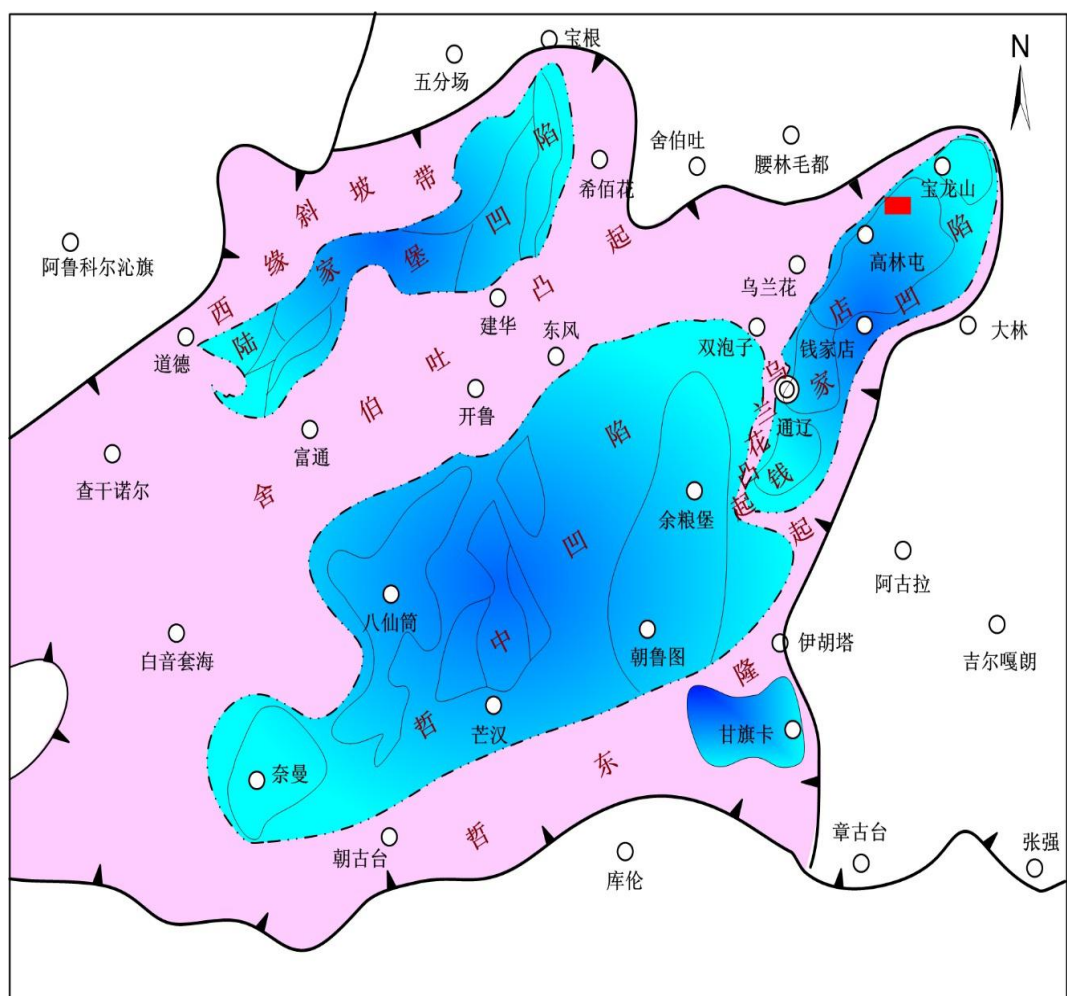 宝根
五分场
N
舍伯吐
腰林毛都
希佰花
宝龙山
阿鲁科尔沁旗
高林屯
乌兰花
建华
东风
双泡子
钱家店
大林
道德
开鲁
通辽
富通
查干诺尔
余粮堡
阿古拉
八仙筒
白音套海
朝鲁图
伊胡塔
吉尔嘎朗
芒汉
甘旗卡
奈曼
朝古台
库伦
章古台
张强
西缘斜坡带
陆家堡凹陷
舍伯吐凸起
钱家店凹陷
乌兰花凸起
哲中凹陷
哲东隆起